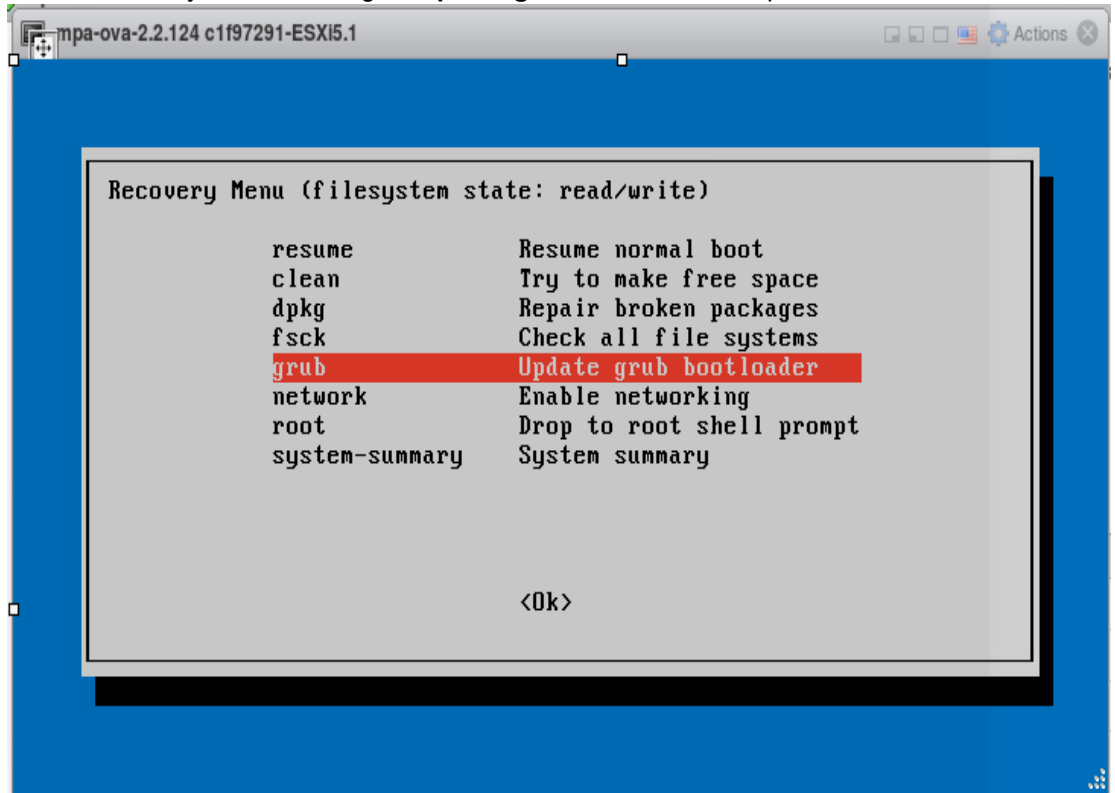 mpa-ova-2.2.124 c1f97291-ESXi5.1 Actions
Recovery Menu (filesystem state: read/write)
resume Resume normal boot
clean Try to make free space
dpkg Repair broken packages
fsck Check all file systems
grub Update grub bootloader
network Enable networking
root Drop to root shell prompt
system-summary System summary
<Ok>